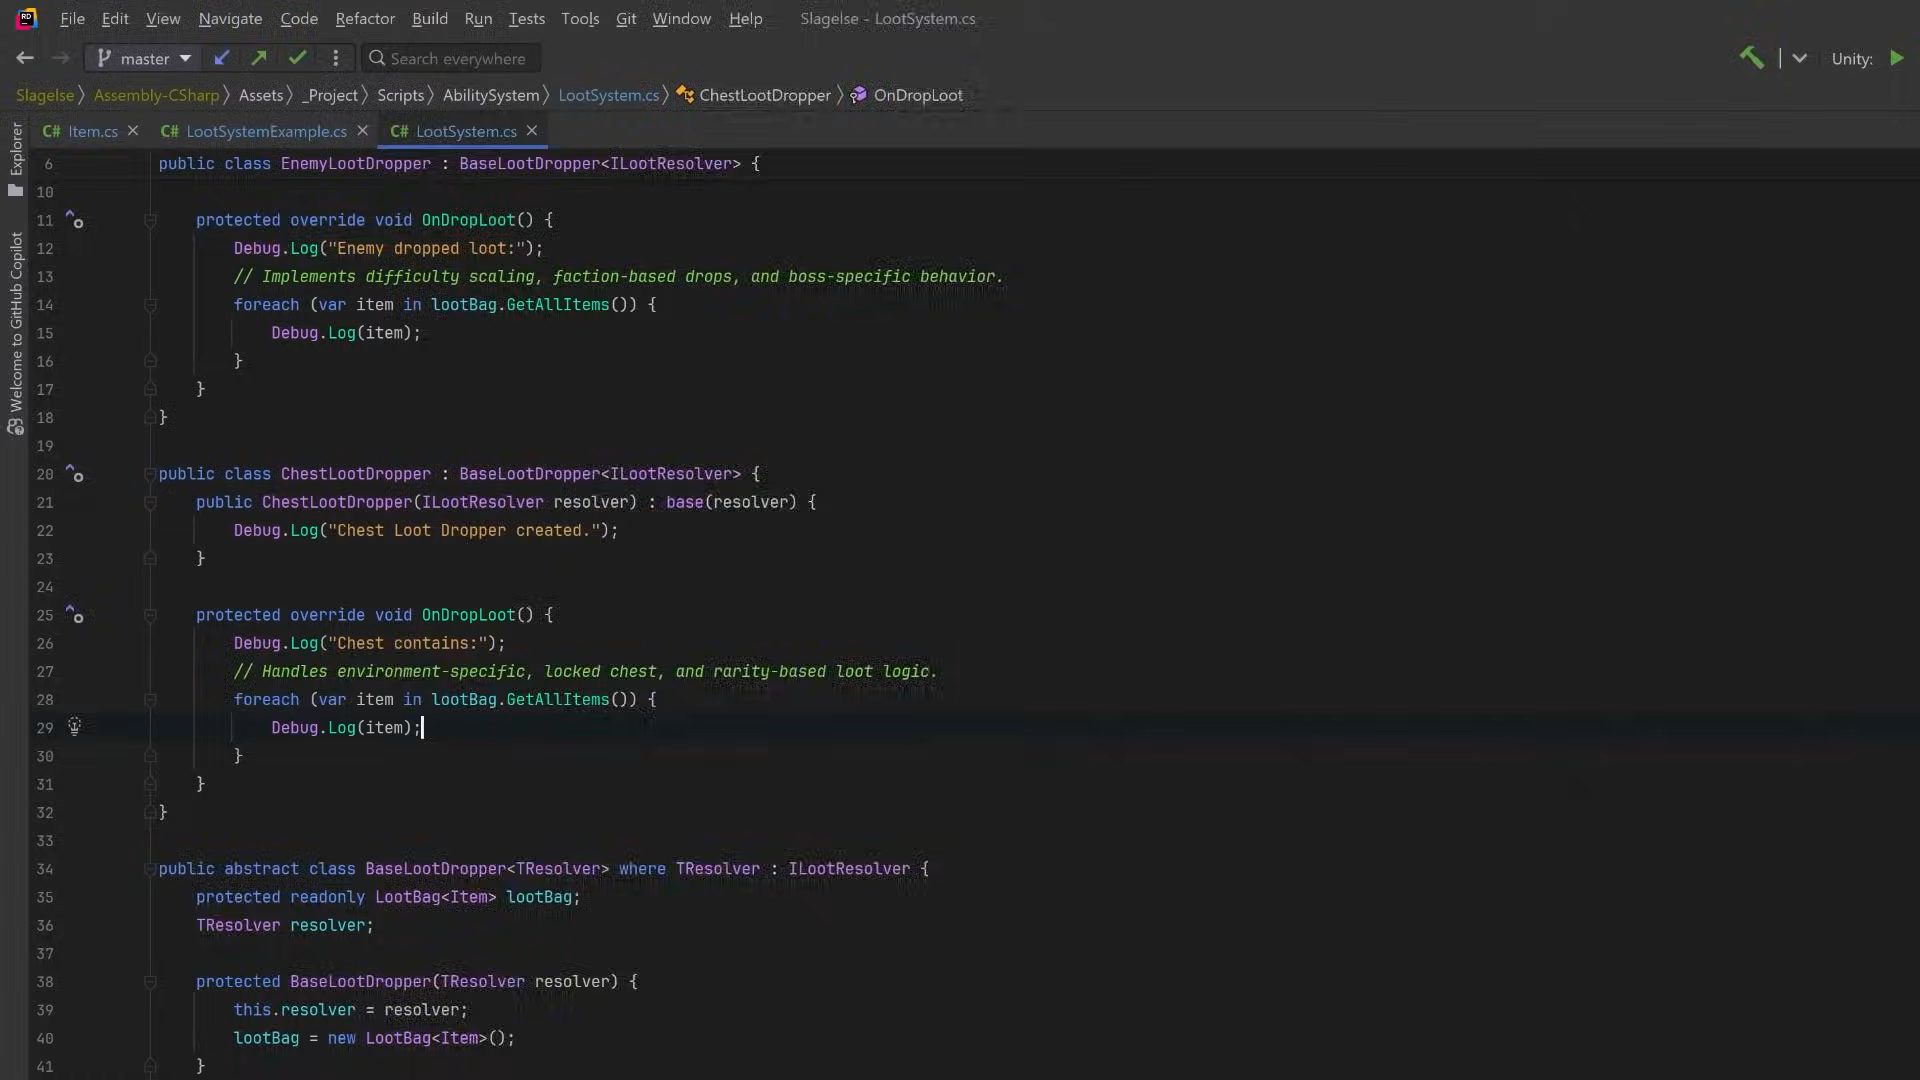 File Edit View Navigate Code Refactor Build Run Tests Tools Git Window Help Slagelse - LootSystem.cs
master Search everywhere Unity:
Slagelse Assembly-CSharp Assets _Project Scripts AbilitySystem LootSystem.cs ChestLootDropper OnDropLoot
Explorer
Welcome to GitHub Copilot
C# Item.cs C# LootSystemExample.cs C# LootSystem.cs
6 public class EnemyLootDropper : BaseLootDropper<ILootResolver> {
10
11 protected override void OnDropLoot() {
12 Debug.Log("Enemy dropped loot:");
13 // Implements difficulty scaling, faction-based drops, and boss-specific behavior.
14 foreach (var item in lootBag.GetAllItems()) {
15 Debug.Log(item);
16 }
17 }
18 }
19
20 public class ChestLootDropper : BaseLootDropper<ILootResolver> {
21 public ChestLootDropper(ILootResolver resolver) : base(resolver) {
22 Debug.Log("Chest Loot Dropper created.");
23 }
24
25 protected override void OnDropLoot() {
26 Debug.Log("Chest contains:");
27 // Handles environment-specific, locked chest, and rarity-based loot logic.
28 foreach (var item in lootBag.GetAllItems()) {
29 Debug.Log(item);
30 }
31 }
32 }
33
34 public abstract class BaseLootDropper<TResolver> where TResolver : ILootResolver {
35 protected readonly LootBag<Item> lootBag;
36 TResolver resolver;
37
38 protected BaseLootDropper(TResolver resolver) {
39 this.resolver = resolver;
40 lootBag = new LootBag<Item>();
41 }